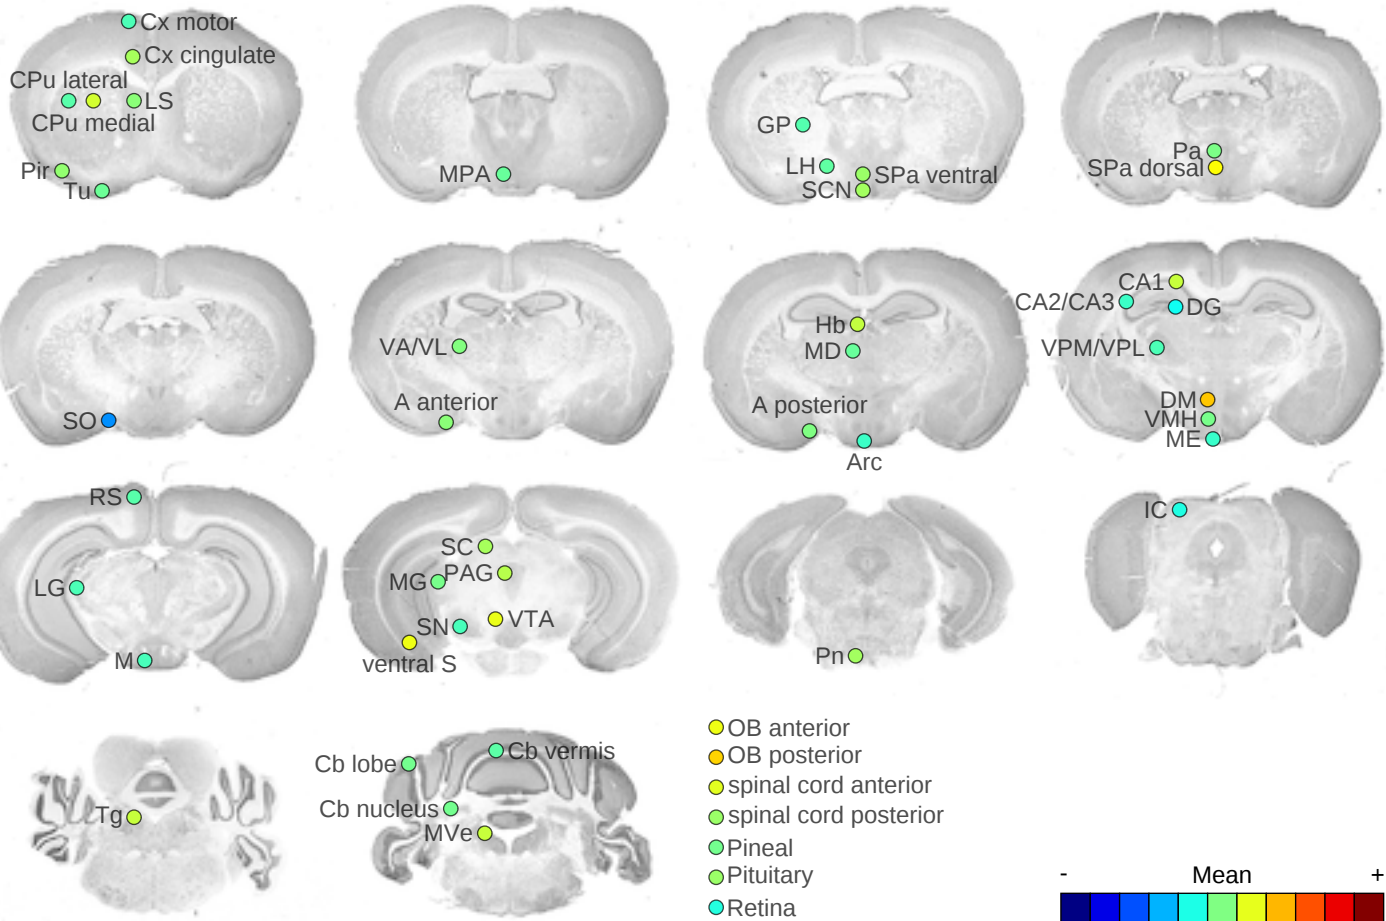 Cx motor
Cx cingulate
CPu lateral
LS
CPu medial
Pir
Tu
MPA
GP
LH
SPa ventral
SCN
Pa
SPa dorsal
SO
VA/VL
A anterior
Hb
MD
A posterior
Arc
CA1
CA2/CA3
DG
VPM/VPL
DM
VMH
ME
RS
LG
M
SC
PAG
MG
VTA
SN
ventral S
Pn
IC
Tg
Cb lobe
Cb vermis
Cb nucleus
MVe
OB anterior
OB posterior
spinal cord anterior
spinal cord posterior
Pineal
Pituitary
Retina
- Mean +